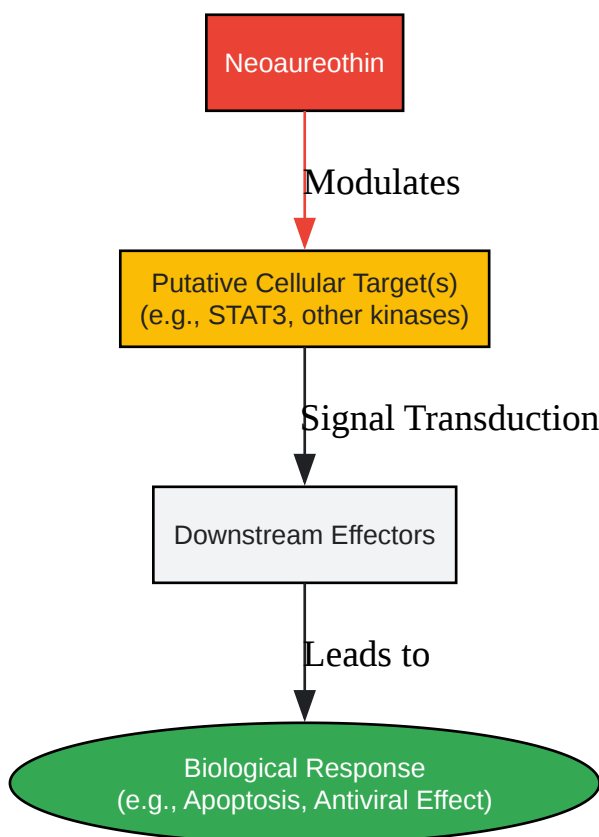 Neoaureothin
Modulates
Putative Cellular Target(s)
(e.g., STAT3, other kinases)
Signal Transduction
Downstream Effectors
Leads to
Biological Response
(e.g., Apoptosis, Antiviral Effect)